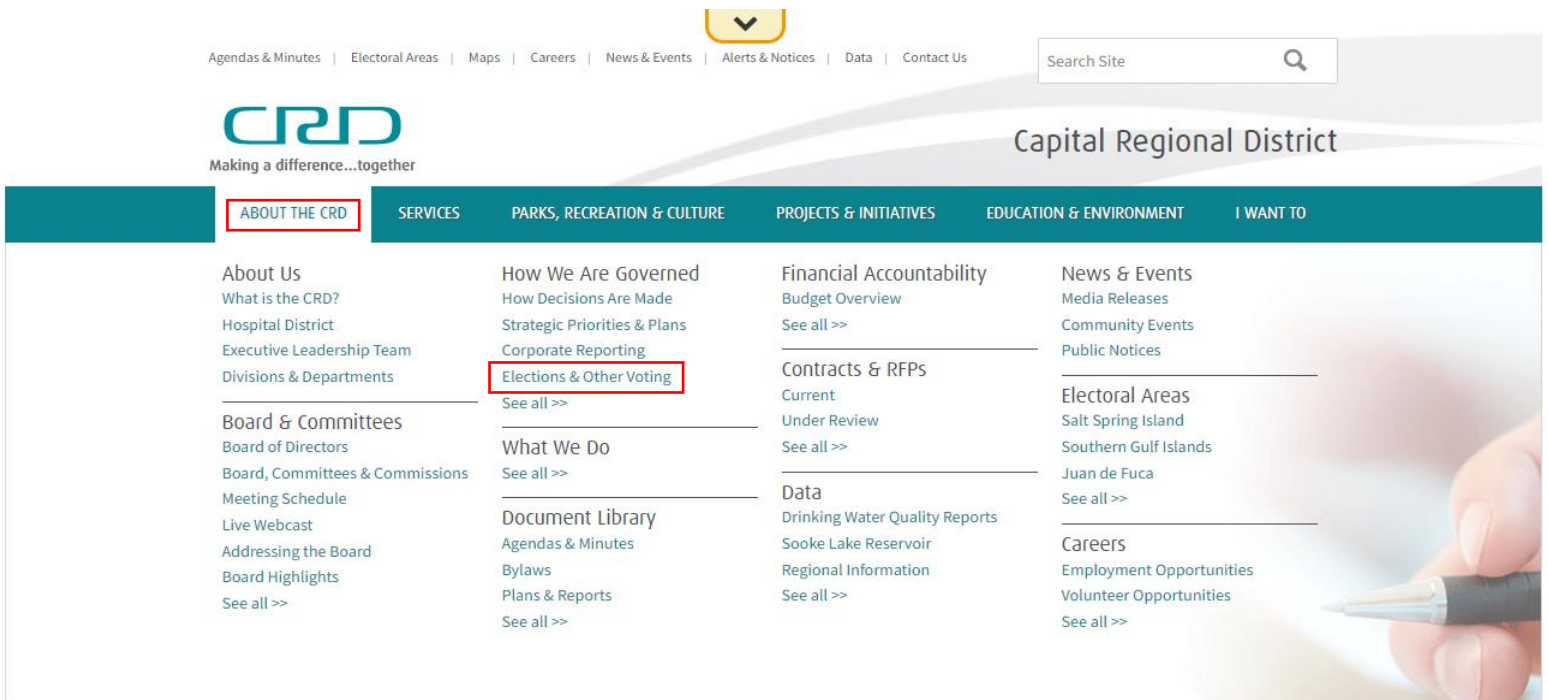 Agendas & Minutes | Electoral Areas | Maps | Careers | News & Events | Alerts & Notices | Data | Contact Us
Search Site
CRD
Making a difference...together
Capital Regional District
ABOUT THE CRD SERVICES PARKS, RECREATION & CULTURE PROJECTS & INITIATIVES EDUCATION & ENVIRONMENT I WANT TO
About Us
What is the CRD?
Hospital District
Executive Leadership Team
Divisions & Departments
Board & Committees
Board of Directors
Board, Committees & Commissions
Meeting Schedule
Live Webcast
Addressing the Board
Board Highlights
See all >>
How We Are Governed
How Decisions Are Made
Strategic Priorities & Plans
Corporate Reporting
Elections & Other Voting
See all >>
What We Do
See all >>
Document Library
Agendas & Minutes
Bylaws
Plans & Reports
See all >>
Financial Accountability
Budget Overview
See all >>
Contracts & RFPs
Current
Under Review
See all >>
Data
Drinking Water Quality Reports
Sooke Lake Reservoir
Regional Information
See all >>
News & Events
Media Releases
Community Events
Public Notices
Electoral Areas
Salt Spring Island
Southern Gulf Islands
Juan de Fuca
See all >>
Careers
Employment Opportunities
Volunteer Opportunities
See all >>